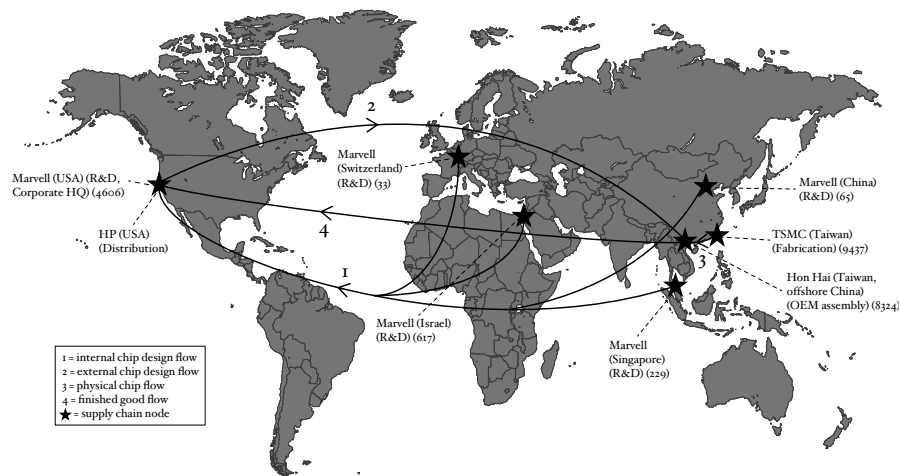 2
Marvell
(Switzerland)
(R&D) (33)
Marvell (USA) (R&D,
Corporate HQ) (4606)
Marvell (China)
(R&D) (65)
HP (USA)
(Distribution)
4
TSMC (Taiwan)
(Fabrication) (9437)
3
1
Hon Hai (Taiwan,
offshore China)
(OEM assembly) (8324)
Marvell (Israel)
(R&D) (617)
Marvell
(Singapore)
(R&D) (229)
1 = internal chip design flow
2 = external chip design flow
3 = physical chip flow
4 = finished good flow
★ = supply chain node